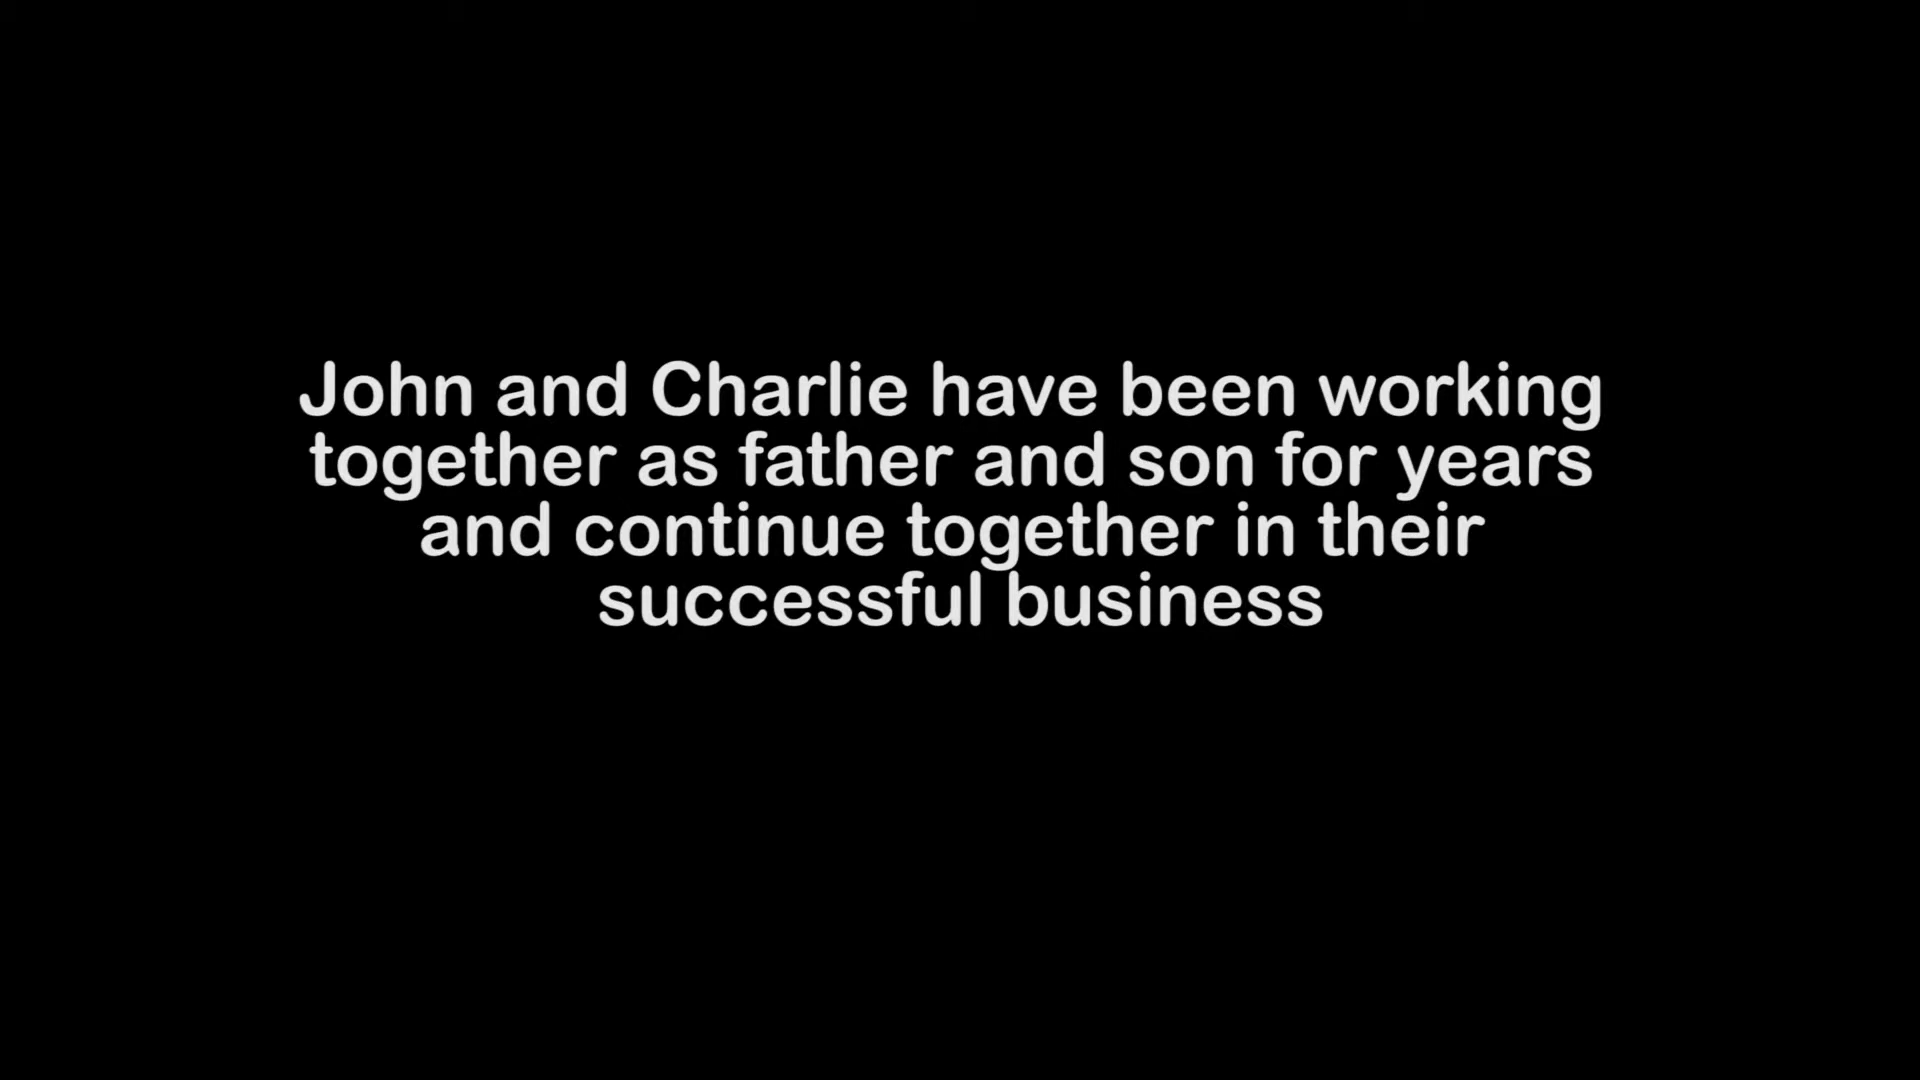 John and Charlie have been working
together as father and son for years
and continue together in their
successful business